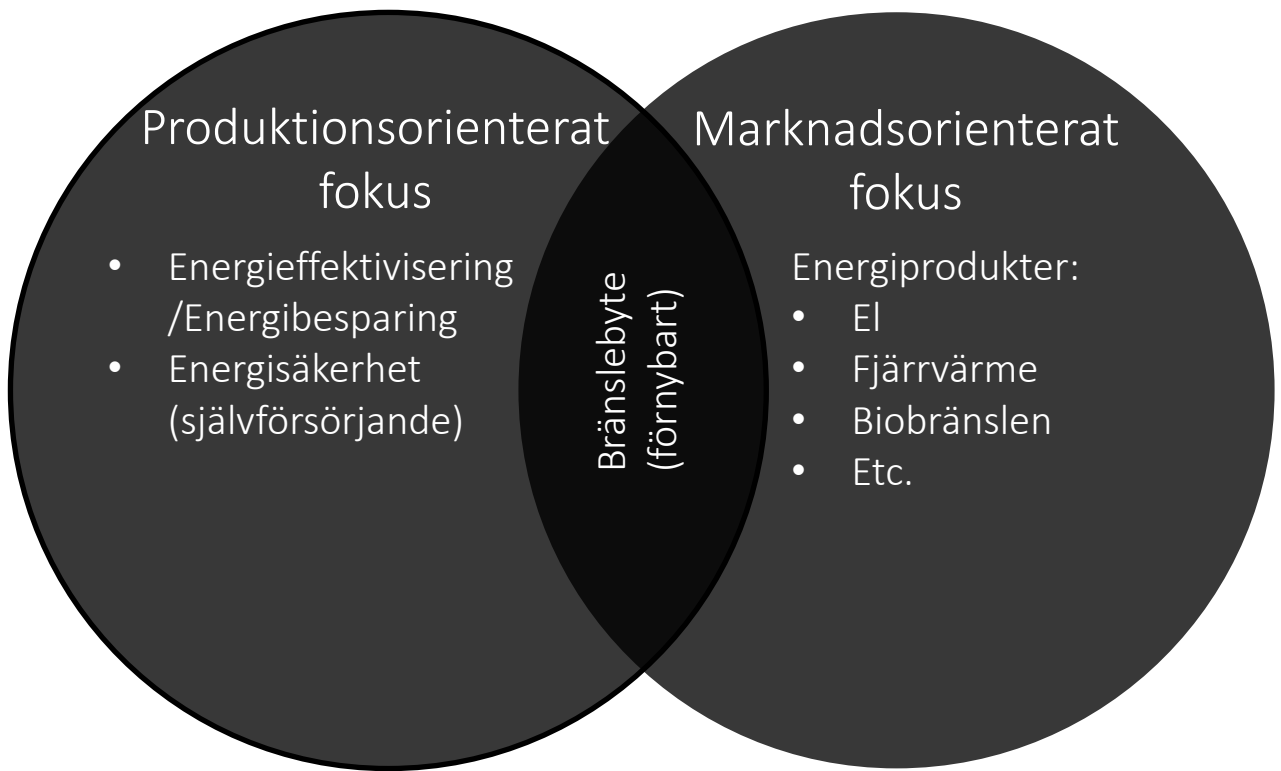 Produktionsorienterat
fokus
• Energieffektivisering
/Energibesparing
• Energisäkerhet
(självförsörjande)
Bränslebyte
(förnybart)
Marknadsorienterat
fokus
Energiprodukter:
• El
• Fjärrvärme
• Biobränslen
• Etc.